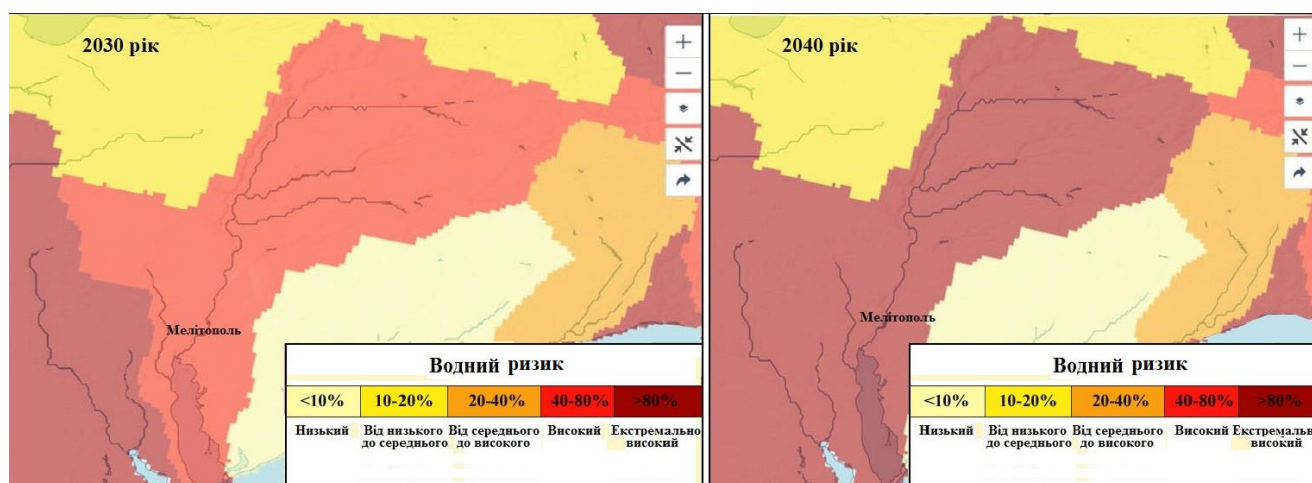 2030 рік
Мелітополь
Водний ризик
<10% 10-20% 20-40% 40-80% >80%
Низький Від низького до середнього Від середнього до високого Високий Екстремально високий
2040 рік
Мелітополь
Водний ризик
<10% 10-20% 20-40% 40-80% >80%
Низький Від низького до середнього Від середнього до високого Високий Екстремальн високий